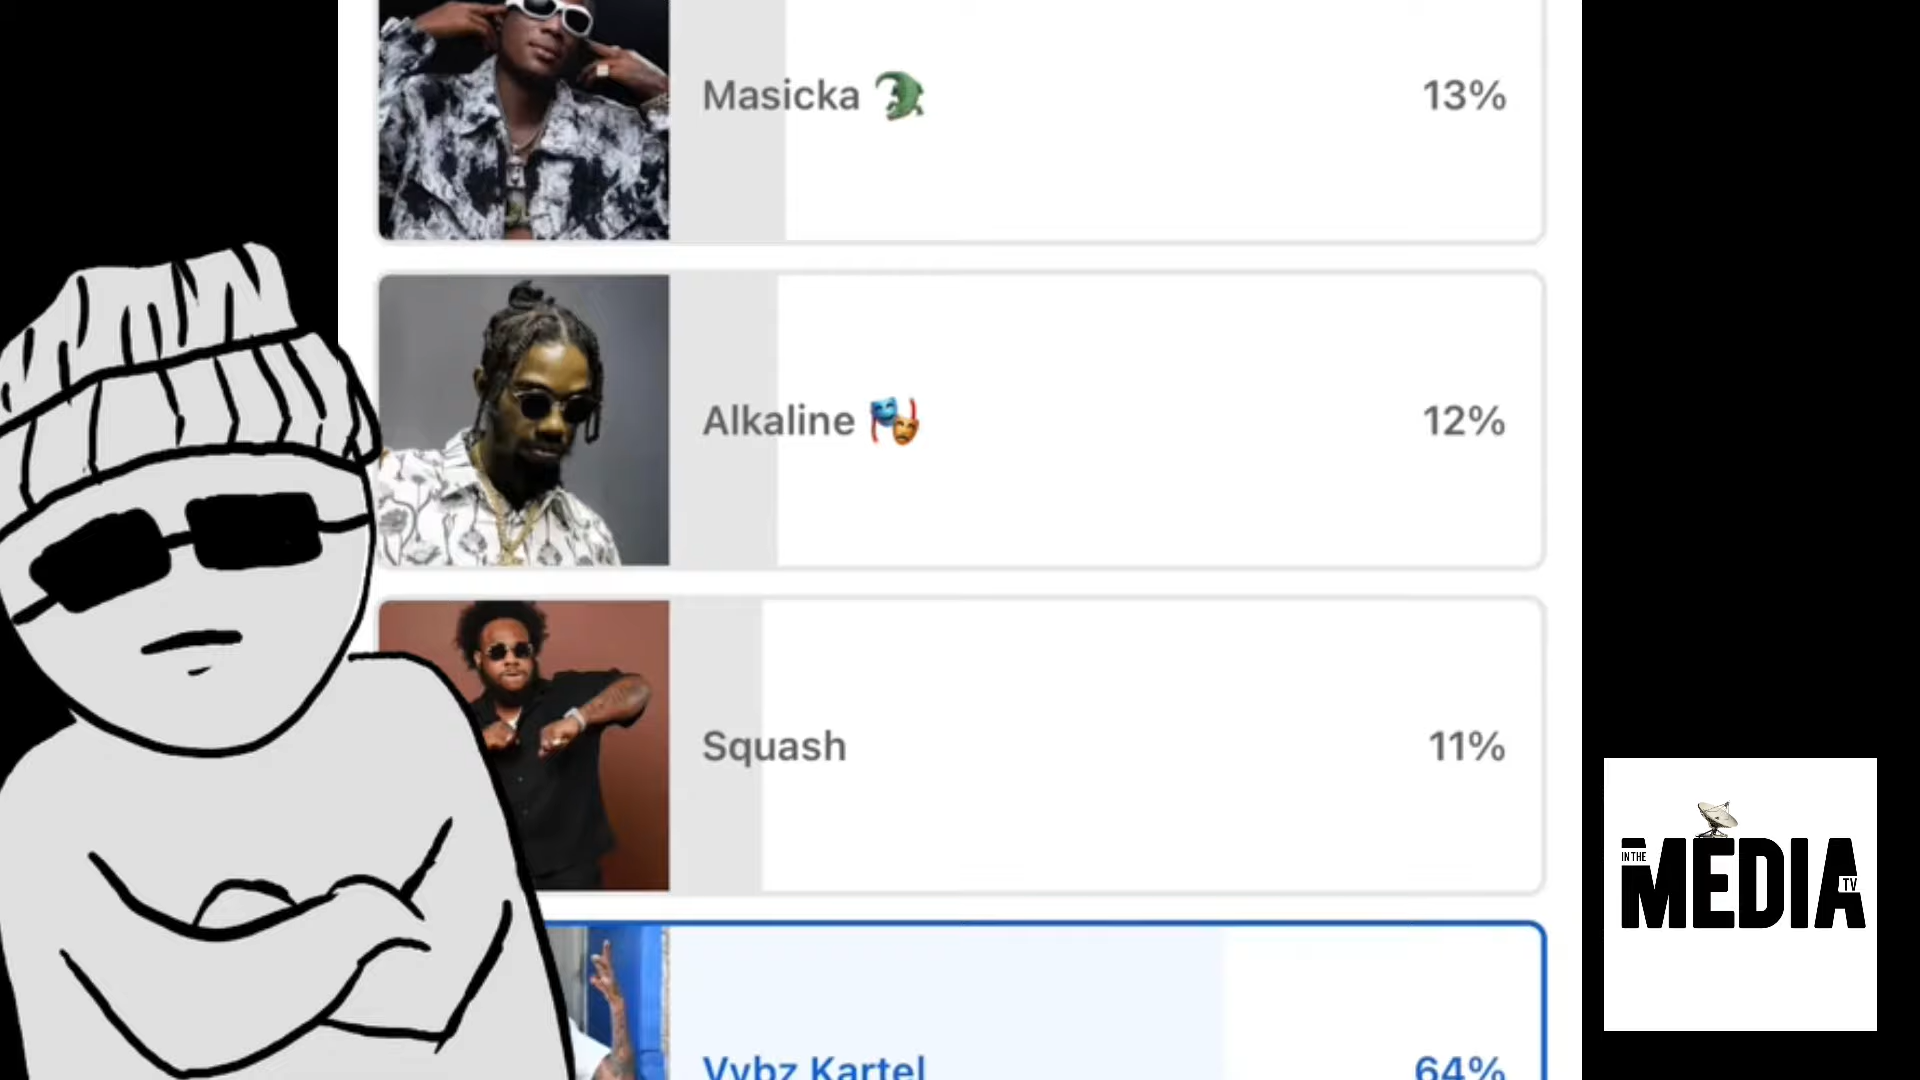 Masicka 🐊 13%
Alkaline 🎭 12%
Squash 11%
Vybz Kartel 64%
IN THE
MEDIA
TV